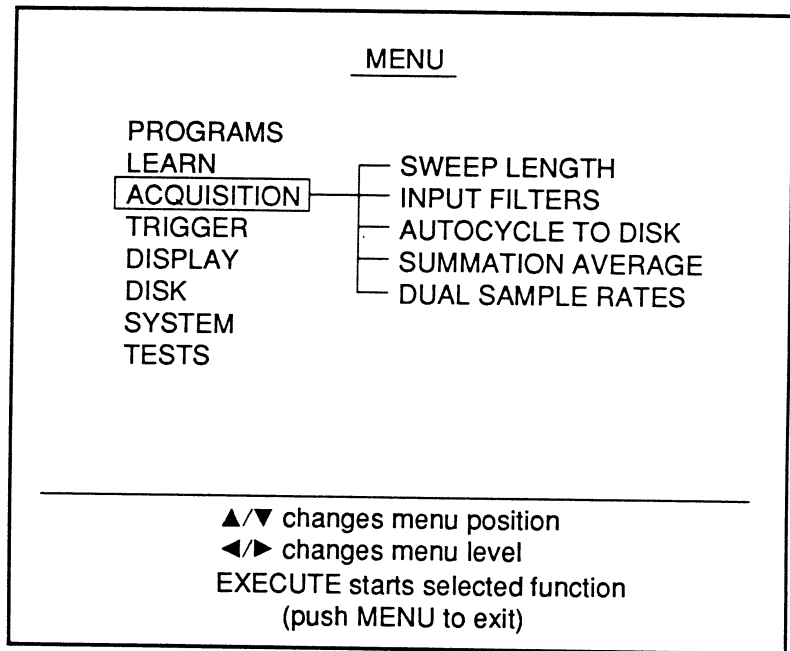 MENU
PROGRAMS
LEARN
ACQUISITION
TRIGGER
DISPLAY
DISK
SYSTEM
TESTS
SWEEP LENGTH
INPUT FILTERS
AUTOCYCLE TO DISK
SUMMATION AVERAGE
DUAL SAMPLE RATES
▲/▼ changes menu position
◄/► changes menu level
EXECUTE starts selected function
(push MENU to exit)